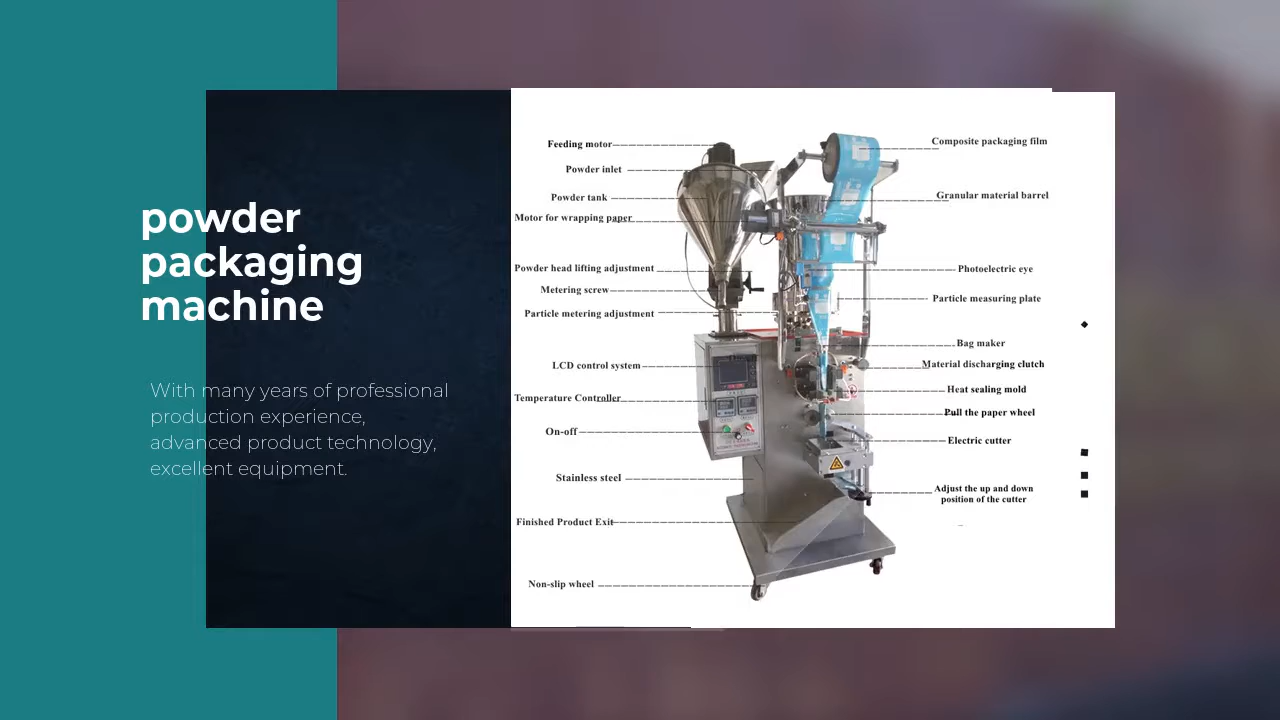 powder
packaging
machine
With many years of professional
production experience,
advanced product technology,
excellent equipment.
Feeding motor
Powder inlet
Powder tank
Motor for wrapping paper
Powder head lifting adjustment
Metering screw
Particle metering adjustment
LCD control system
Temperature Controller
On-off
Stainless steel
Finished Product Exit
Non-slip wheel
Composite packaging film
Granular material barrel
Photoelectric eye
Particle measuring plate
Bag maker
Material discharging clutch
Heat sealing mold
Pull the paper wheel
Electric cutter
Adjust the up and down
position of the cutter